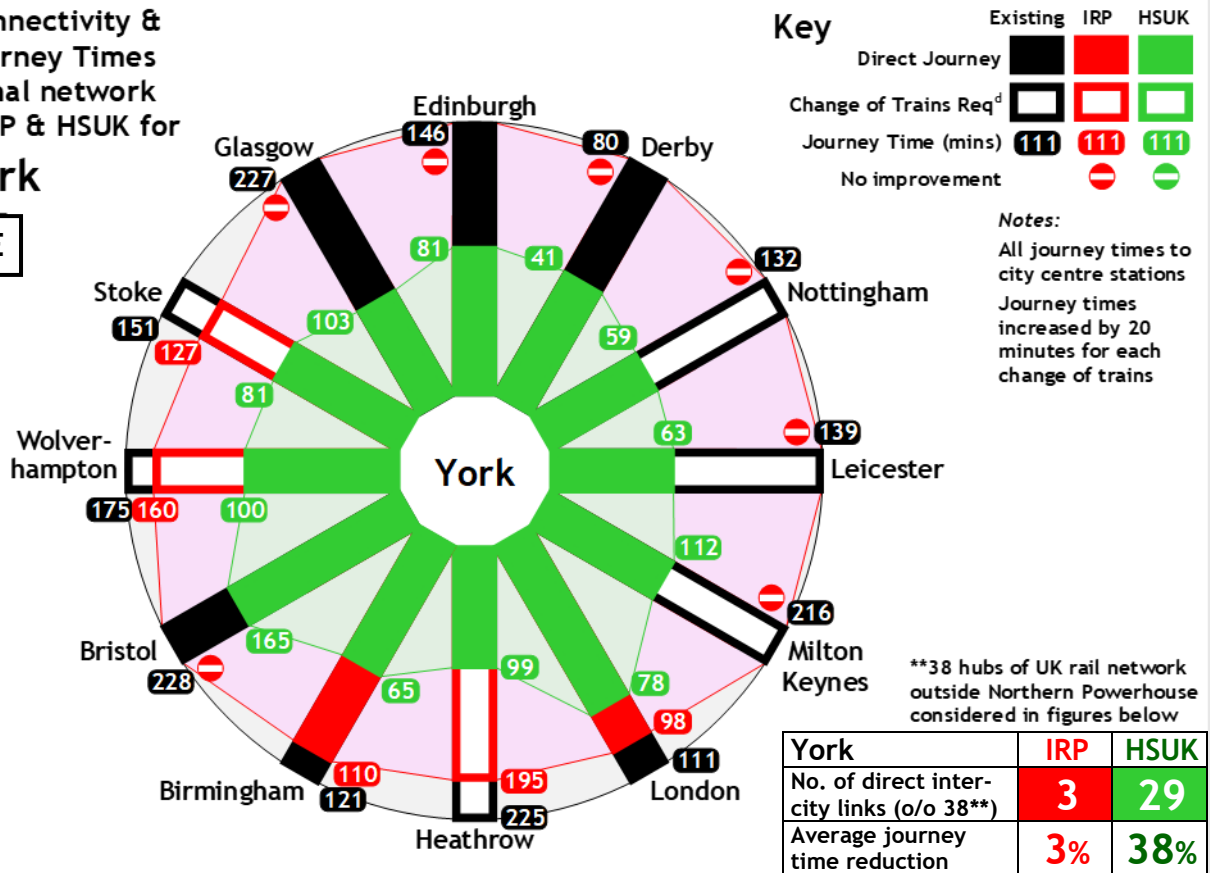 nnectivity &
rney Times
nal network
P & HSUK for
rk
E
Key
Existing IRP HSUK
Direct Journey
Change of Trains Reqd
Journey Time (mins) 111 111 111
No improvement
Notes:
All journey times to
city centre stations
Journey times
increased by 20
minutes for each
change of trains
Edinburgh
146
81
Derby
80
41
Nottingham
132
59
Leicester
139
63
Milton
Keynes
216
112
London
111
98
78
Heathrow
225
195
99
Birmingham
121
110
65
Bristol
228
165
Wolver-
hampton
175
160
100
Stoke
151
127
81
Glasgow
227
103
York
**38 hubs of UK rail network
outside Northern Powerhouse
considered in figures below
York IRP HSUK
No. of direct inter-
city links (o/o 38**) 3 29
Average journey
time reduction 3% 38%